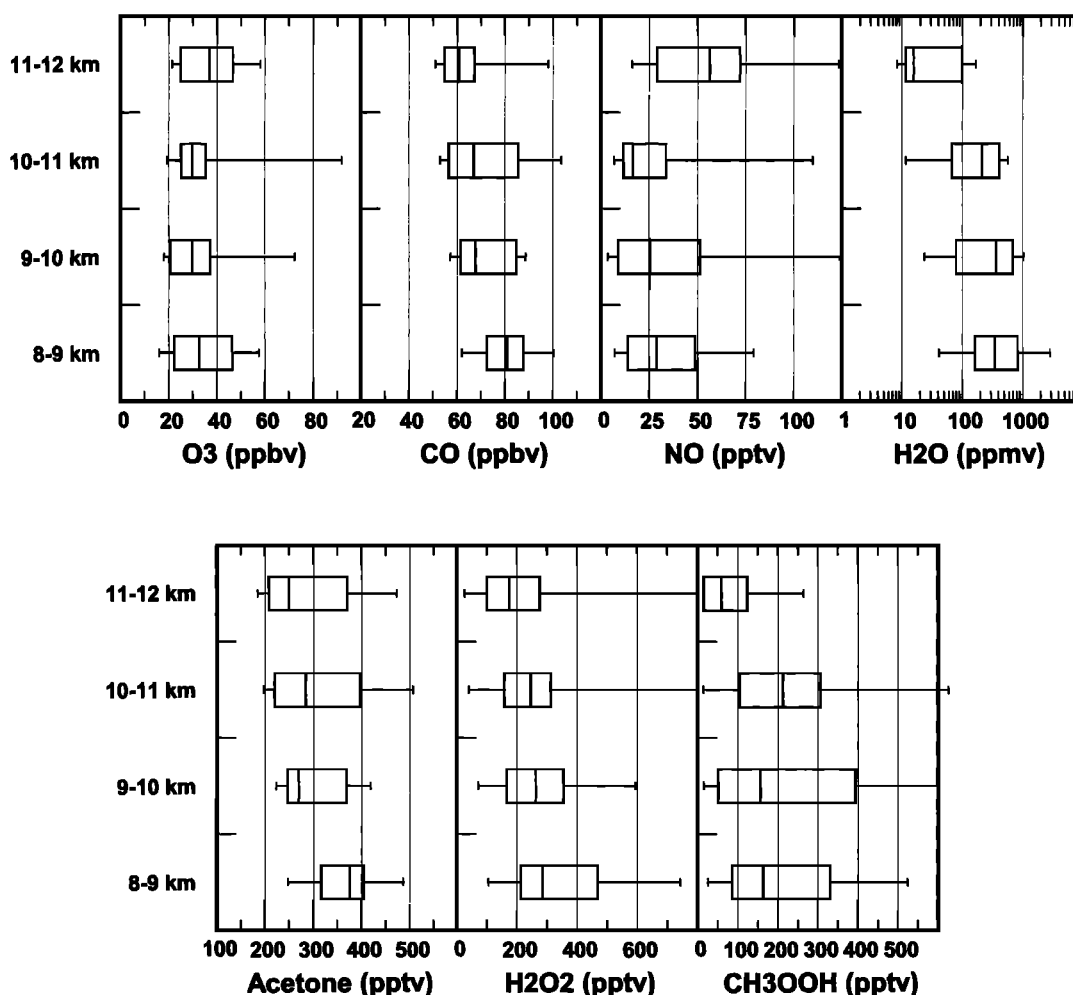 11-12 km
10-11 km
9-10 km
8-9 km
0 20 40 60 80 20 40 60 80 100 0 25 50 75 100 1 10 100 1000
O3 (ppbv) CO (ppbv) NO (pptv) H2O (ppmv)
11-12 km
10-11 km
9-10 km
8-9 km
100 200 300 400 500 0 200 400 600 0 100 200 300 400 500
Acetone (pptv) H2O2 (pptv) CH3OOH (pptv)